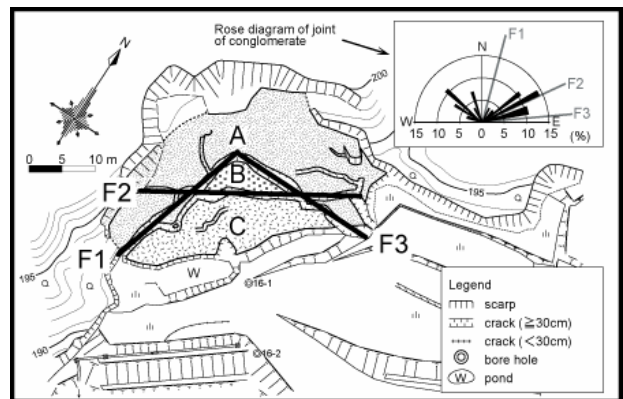 Rose diagram of joint
of conglomerate
F1
N
F2
F3
W
E
15 10 5 0 5 10 15 (%)
N
0 5 10 m
200
195
A
B
C
F2
F1
F3
195
190
W
16-1
16-2
Legend
scarp
crack (≧30cm)
crack (<30cm)
bore hole
W pond